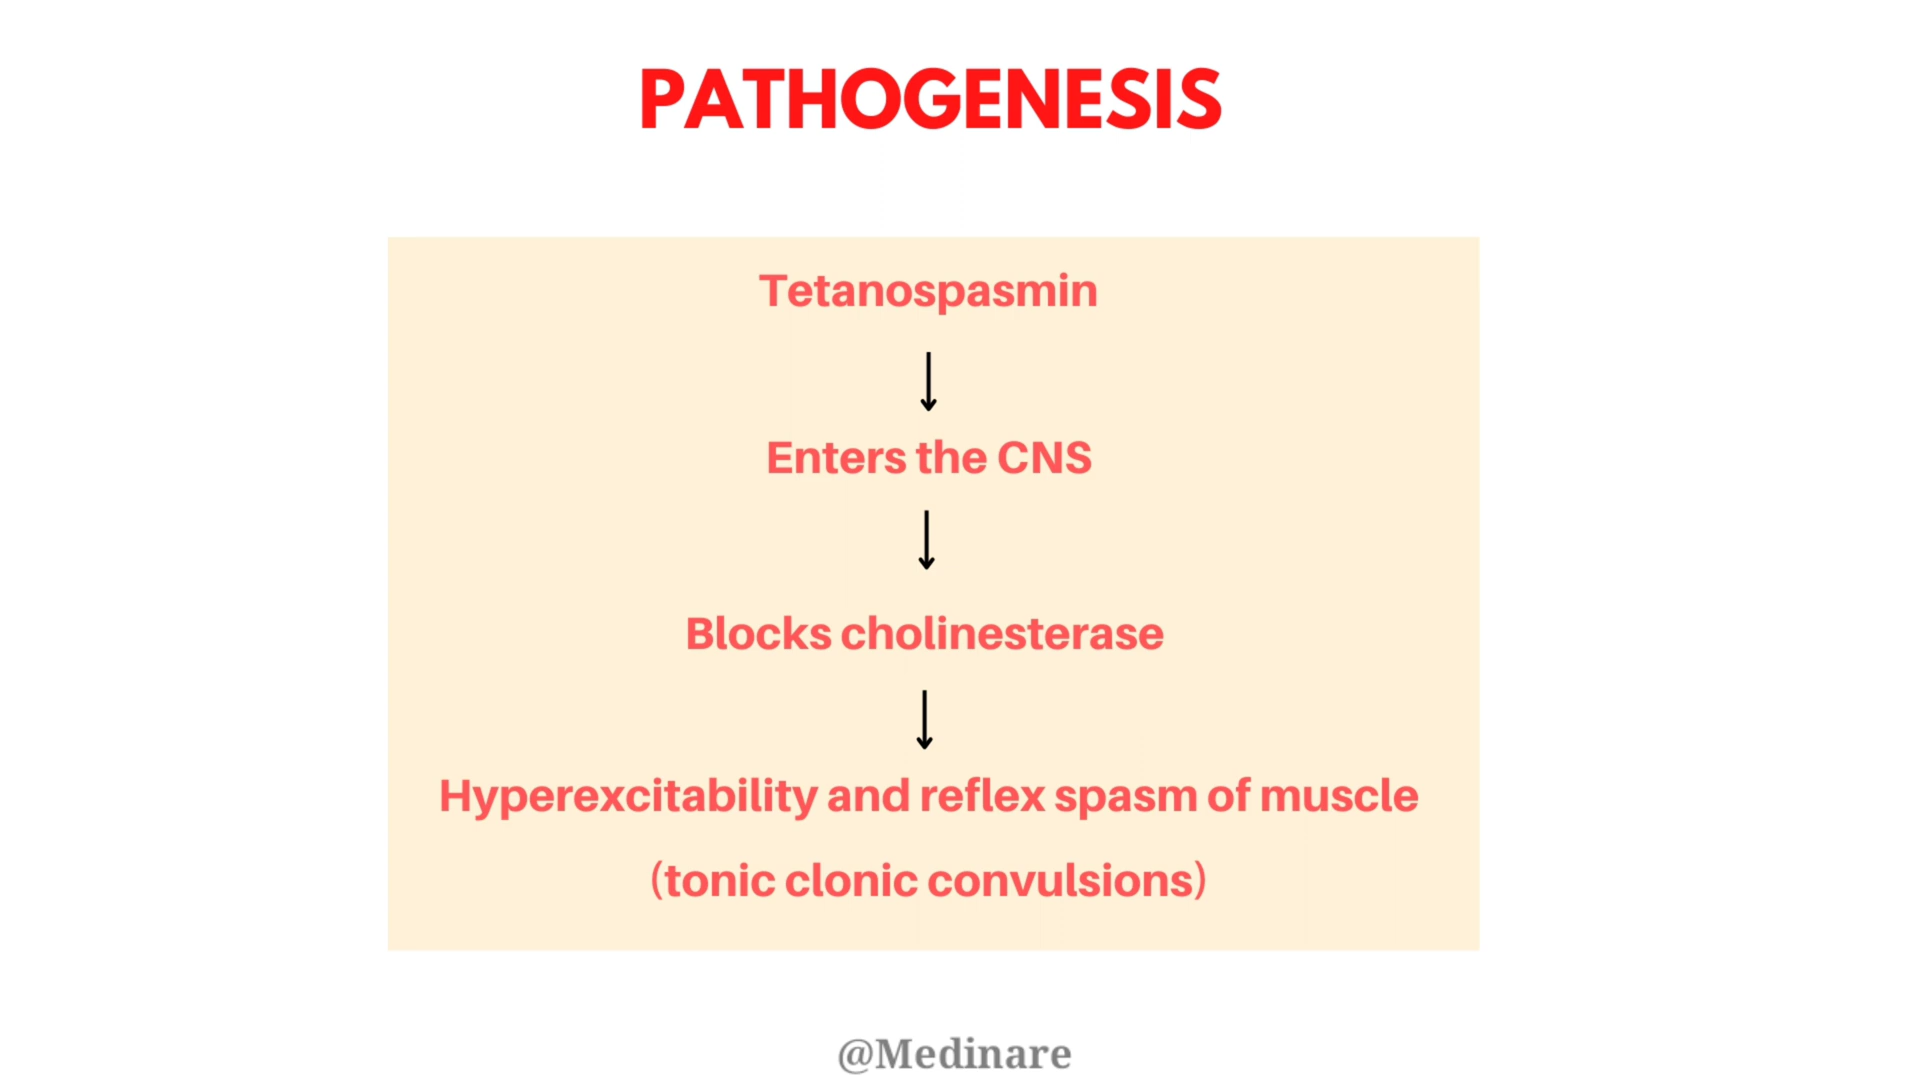 PATHOGENESIS
Tetanospasmin
Enters the CNS
Blocks cholinesterase
Hyperexcitability and reflex spasm of muscle
(tonic clonic convulsions)
@Medinare